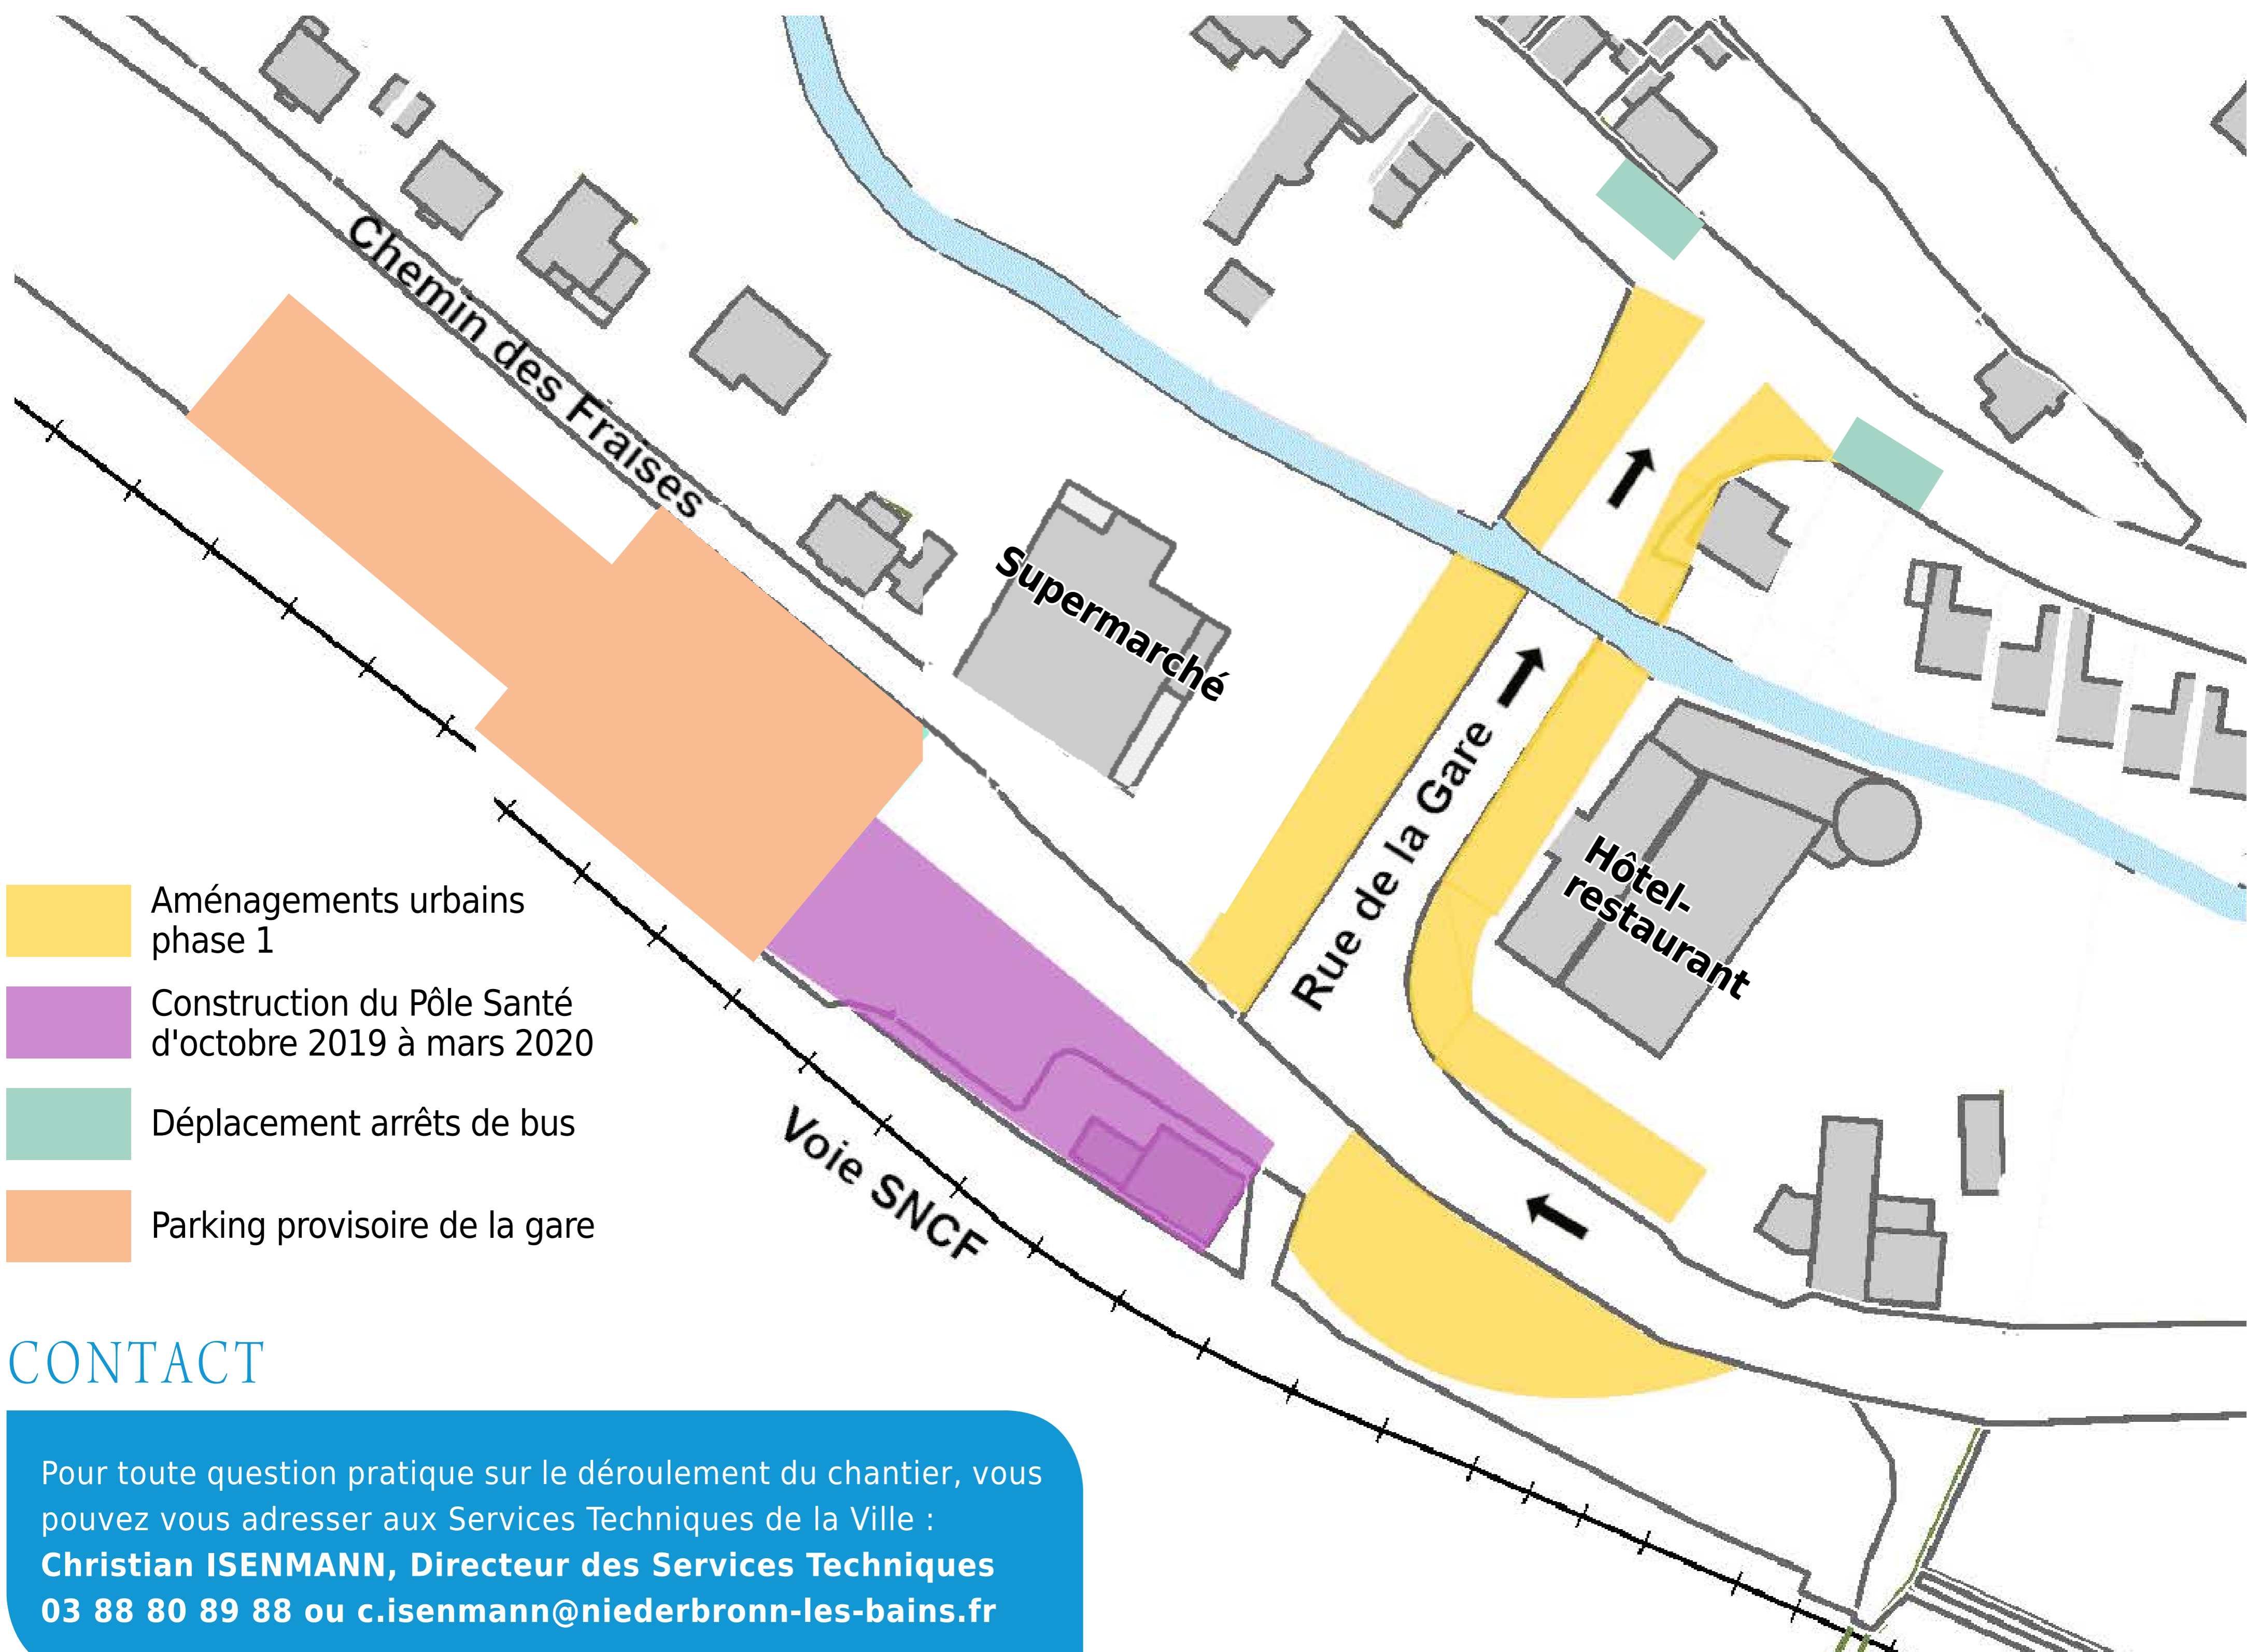 Chemin des Fraises
Supermarché
Rue de la Gare
Hôtel-
restaurant
Voie SNCF
Aménagements urbains
phase 1
Construction du Pôle Santé
d'octobre 2019 à mars 2020
Déplacement arrêts de bus
Parking provisoire de la gare
CONTACT
Pour toute question pratique sur le déroulement du chantier, vous
pouvez vous adresser aux Services Techniques de la Ville :
Christian ISENMANN, Directeur des Services Techniques
03 88 80 89 88 ou c.isenmann@niederbronn-les-bains.fr